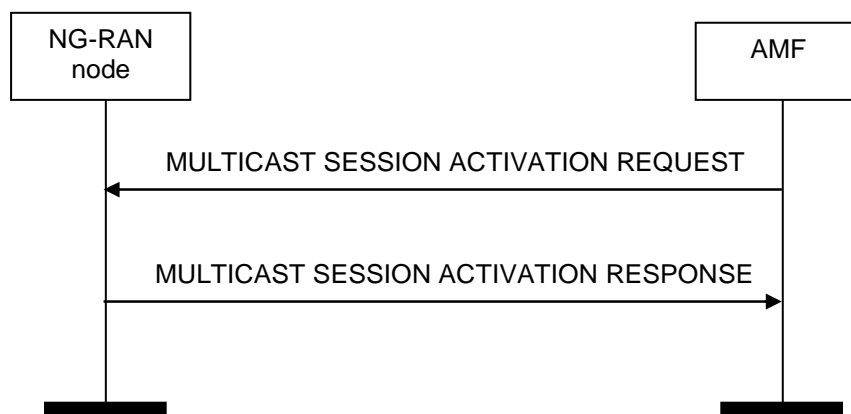 NG-RAN
node
AMF
MULTICAST SESSION ACTIVATION REQUEST
MULTICAST SESSION ACTIVATION RESPONSE